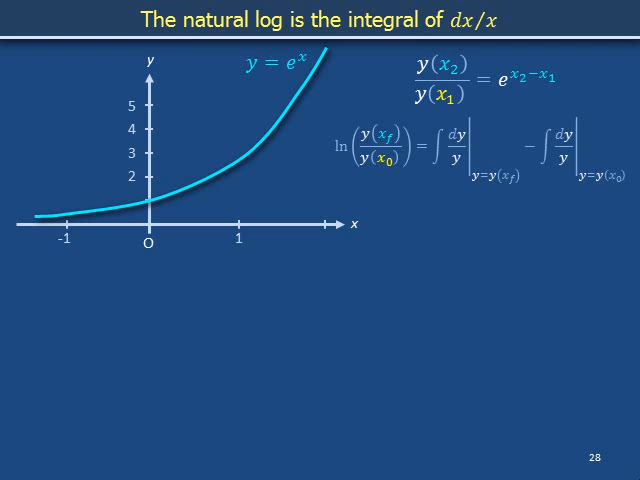 The natural log is the integral of dx/x
y
y = e^x
y(x₂)/y(x₁) = e^(x₂−x₁)
5
4
3
2
ln(y(x_f)/y(x₀)) = ∫ dy/y |_(y=y(x_f)) − ∫ dy/y |_(y=y(x₀))
x
-1
O
1
28